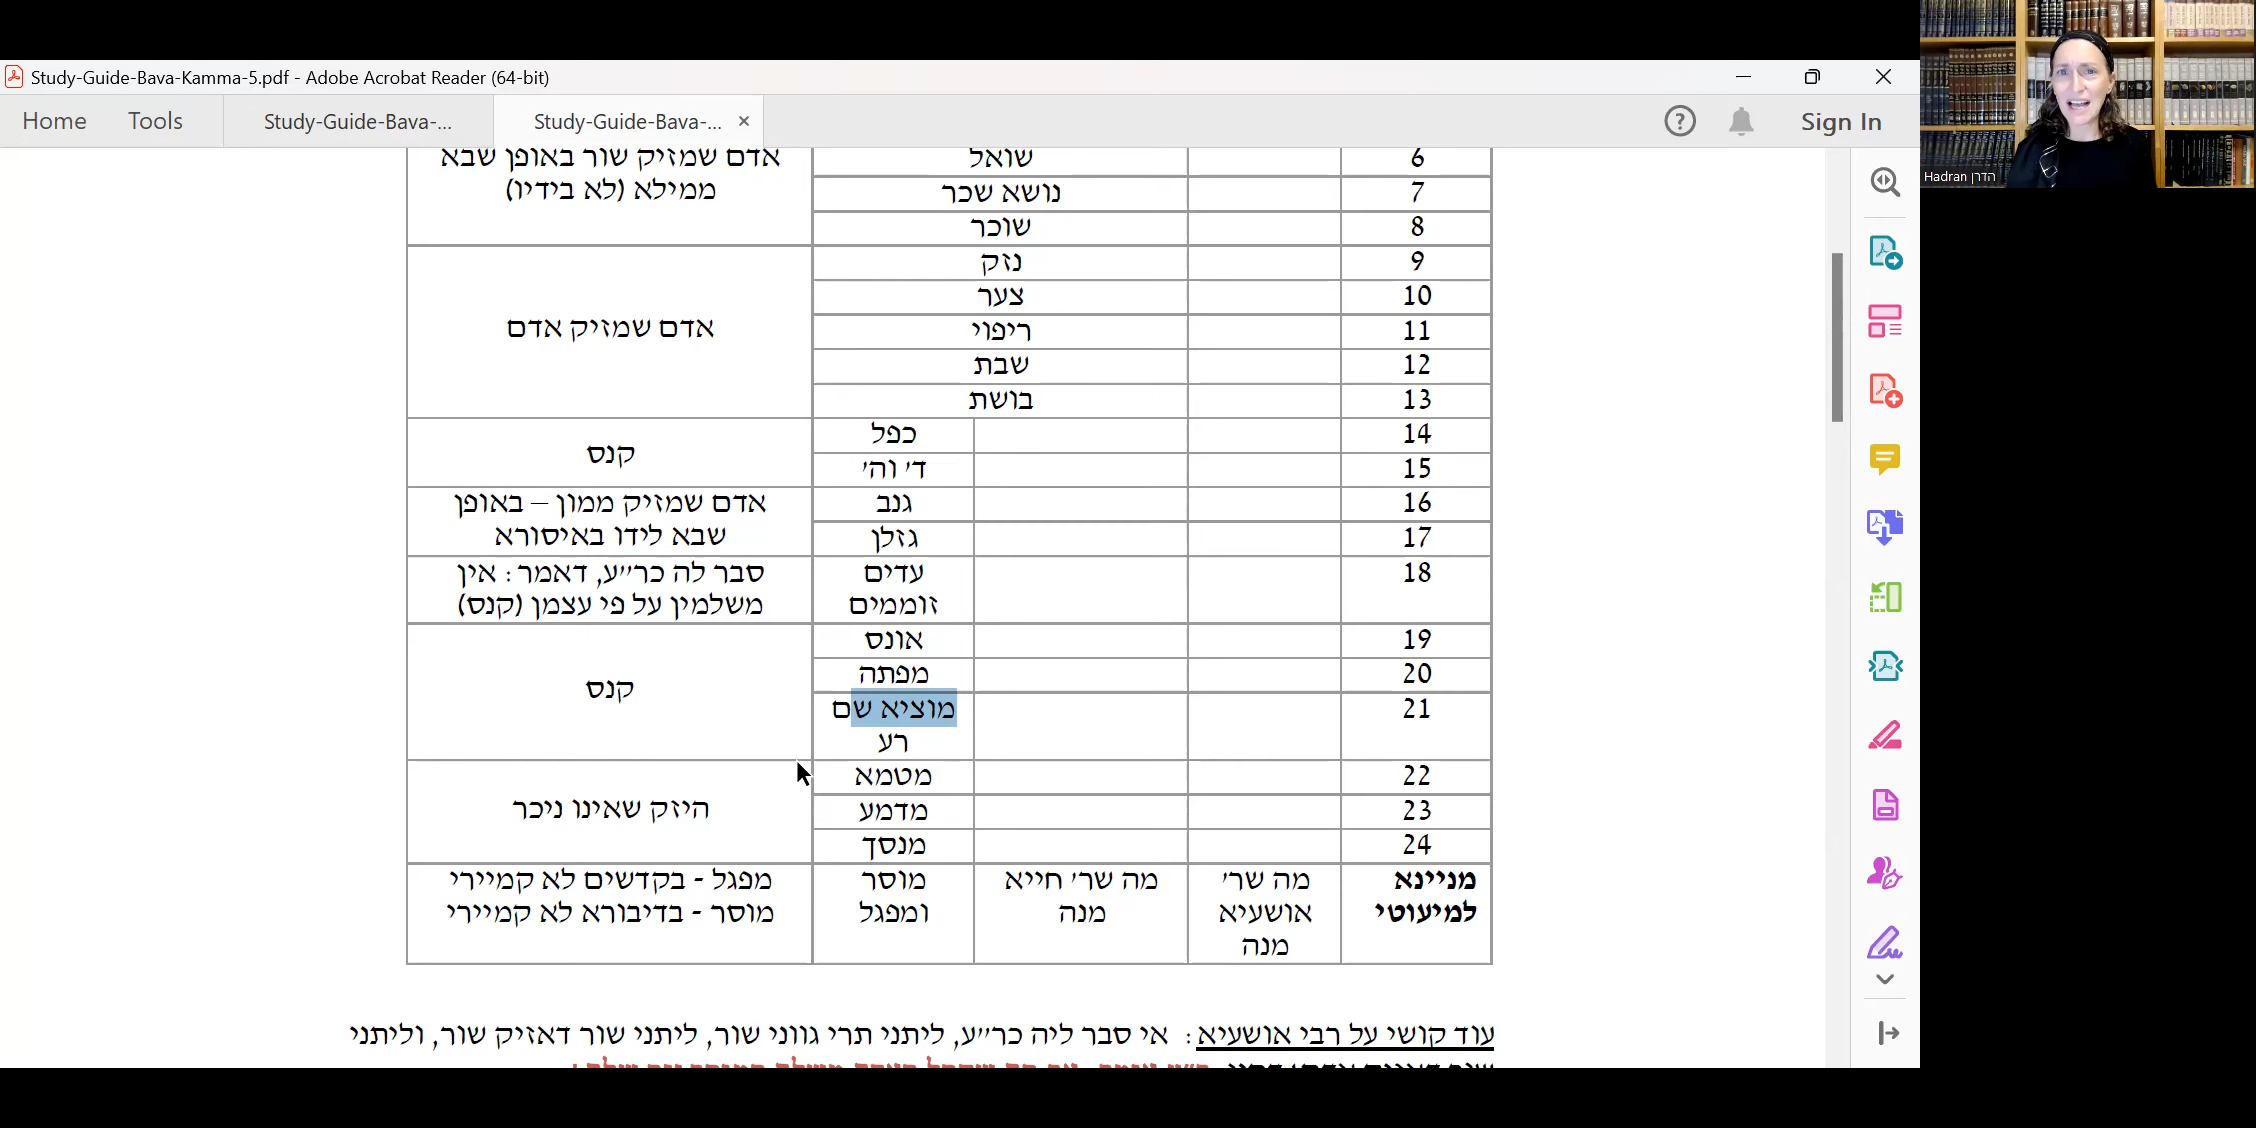 Study-Guide-Bava-Kamma-5.pdf - Adobe Acrobat Reader (64-bit)
Home
Tools
Study-Guide-Bava-...
Study-Guide-Bava-...
Sign In
Hadran הדרן
6
שואל
אדם שמזיק שור באופן שבא
ממילא (לא בידיו)
7
נושא שכר
8
שוכר
9
נזק
אדם שמזיק אדם
10
צער
11
ריפוי
12
שבת
13
בושת
14
כפל
קנס
15
ד' וה'
16
גנב
אדם שמזיק ממון – באופן
שבא לידו באיסורא
17
גזלן
18
עדים
זוממים
סבר לה כר"ע, דאמר: אין
משלמין על פי עצמן (קנס)
19
אונס
קנס
20
מפתה
21
מוציא שם
רע
22
מטמא
היזק שאינו ניכר
23
מדמע
24
מנסך
מניינא
למיעוטי
מה שר'
אושעיא
מנה
מה שר' חייא
מנה
מוסר
ומפגל
מפגל - בקדשים לא קמיירי
מוסר - בדיבורא לא קמיירי
עוד קושי על רבי אושעיא: אי סבר ליה כר"ע, ליתני תרי גווני שור, ליתני שור דאזיק שור, וליתני